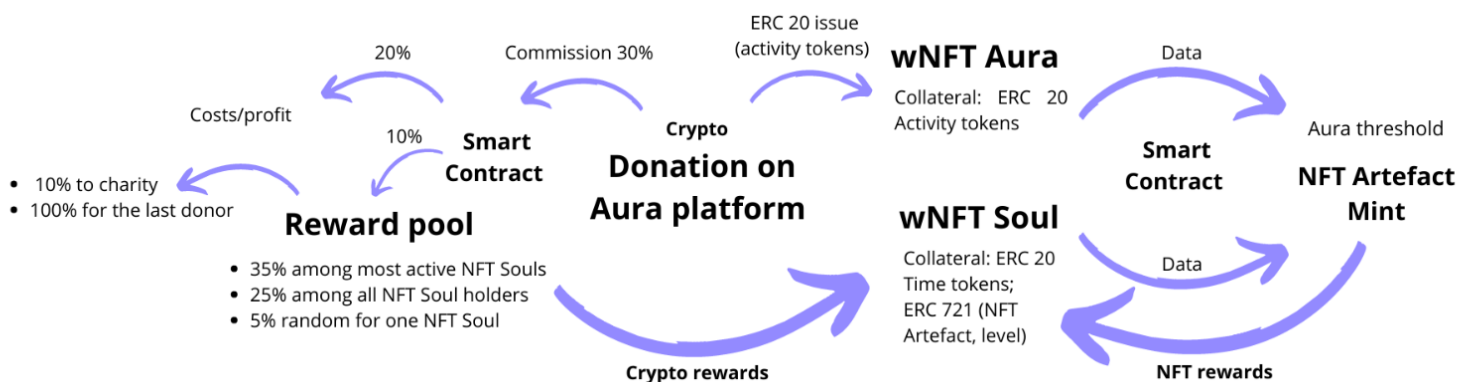 20%
Commission 30%
ERC 20 issue
(activity tokens)
wNFT Aura
Data
Costs/profit
Collateral: ERC 20
Activity tokens
10%
Smart
Contract
Crypto
Donation on
Aura platform
Smart
Contract
Aura threshold
NFT Artefact
Mint
• 10% to charity
• 100% for the last donor
Reward pool
• 35% among most active NFT Souls
• 25% among all NFT Soul holders
• 5% random for one NFT Soul
wNFT Soul
Collateral: ERC 20
Time tokens;
ERC 721 (NFT
Artefact, level)
Data
Crypto rewards
NFT rewards